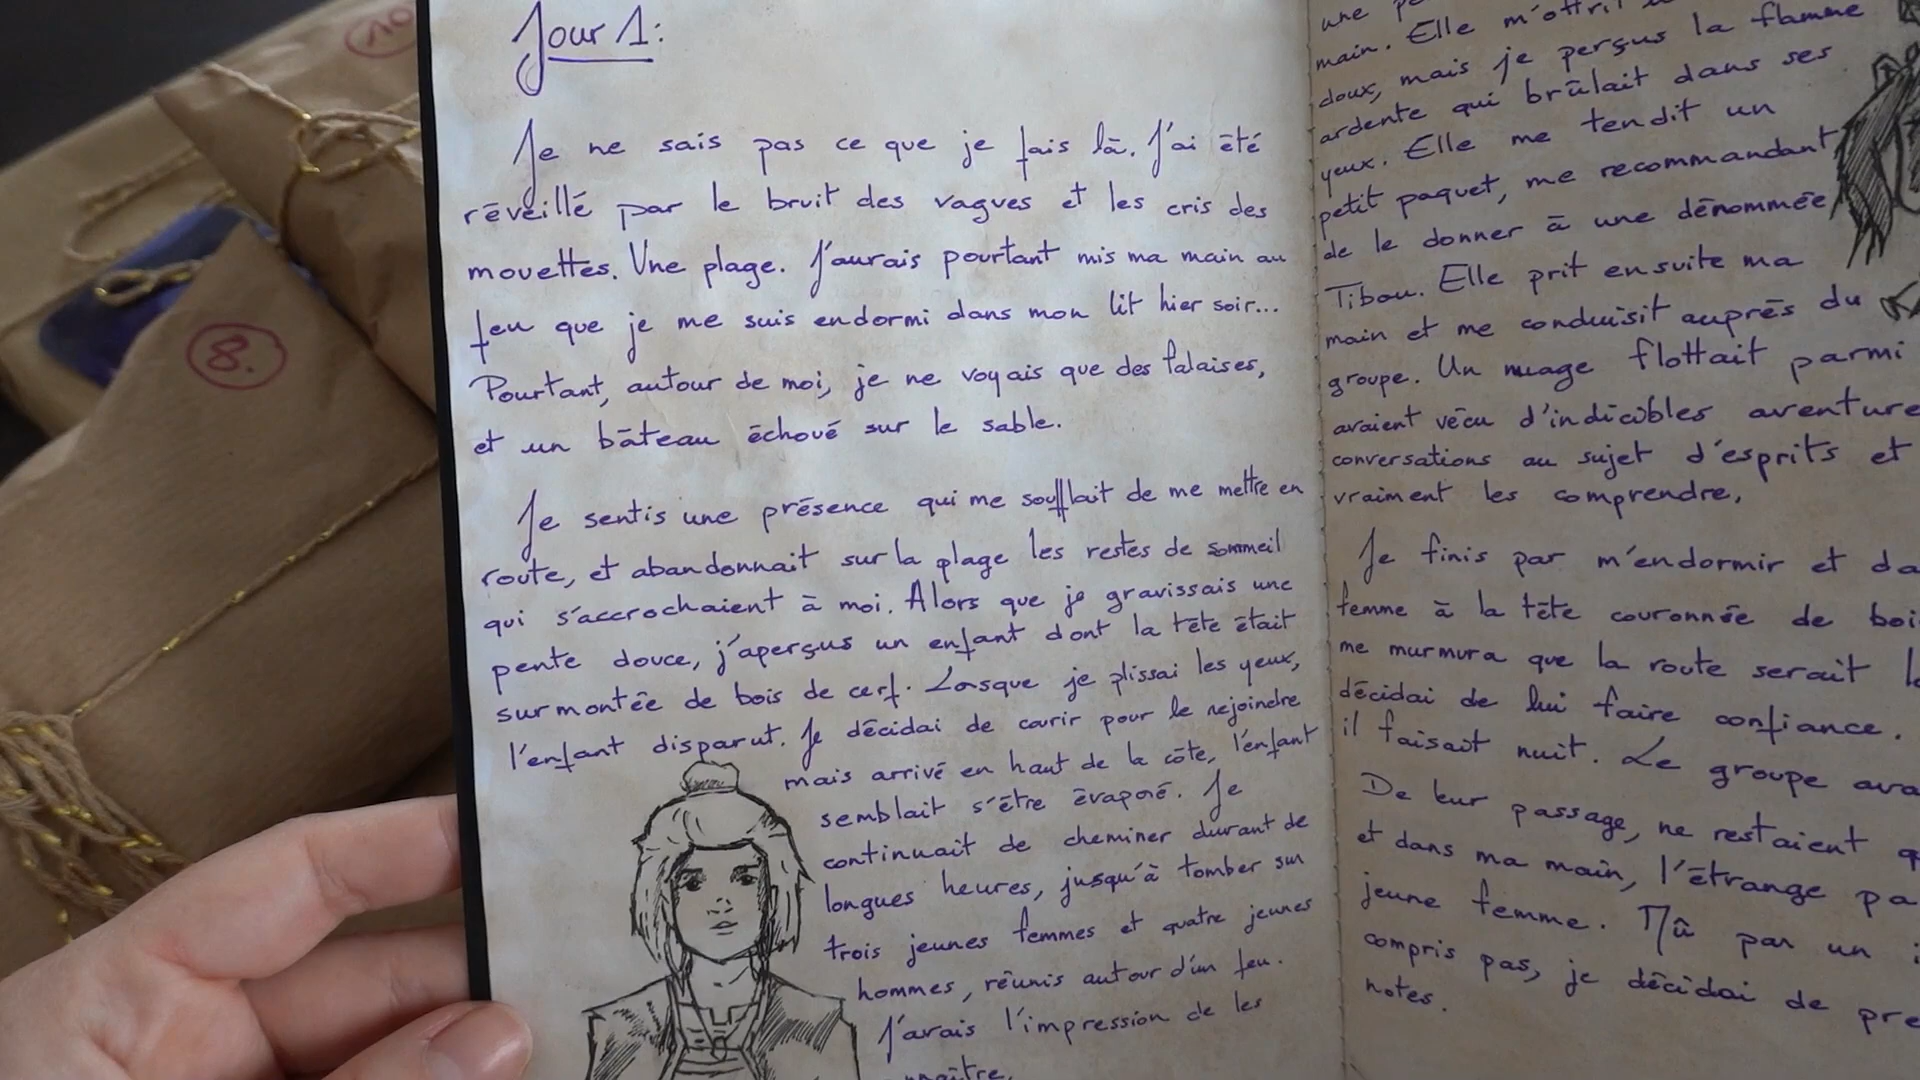 10
8.
Jour 1:
Je ne sais pas ce que je fais là. J'ai été
réveillé par le bruit des vagues et les cris des
mouettes. Une plage. J'aurais pourtant mis ma main au
feu que je me suis endormi dans mon lit hier soir...
Pourtant, autour de moi, je ne voyais que des falaises,
et un bâteau échoué sur le sable.
Je sentis une présence qui me soufflait de me mettre en
route, et abandonnait sur la plage les restes de sommeil
qui s'accrochaient à moi. Alors que je gravissais une
pente douce, j'aperçus un enfant dont la tête était
surmontée de bois de cerf. Lorsque je plissai les yeux,
l'enfant disparut. Je décidai de courir pour le rejoindre
mais arrivé en haut de la côte, l'enfant
semblait s'être évaporé. Je
continuait de cheminer durant de
longues heures, jusqu'à tomber sur
trois jeunes femmes et quatre jeunes
hommes, réunis autour d'un feu.
J'avais l'impression de les
une
main. Elle m'offrit
doux, mais je perçus la flamme
ardente qui brûlait dans ses
yeux. Elle me tendit un
petit paquet, me recommandant
de le donner à une dénommée
Tibou. Elle prit ensuite ma
main et me conduisit auprès du
groupe. Un nuage flottait parmi
avaient vécu d'indicibles aventure
conversations au sujet d'esprits et
vraiment les comprendre.
Je finis par m'endormir et da
femme à la tête couronnée de boi
me murmura que la route serait lo
décidai de lui faire confiance.
il faisait nuit. Le groupe ava
De leur passage, ne restaient q
et dans ma main, l'étrange pa
jeune femme. Mû par un i
compris pas, je décidai de pre
notes.